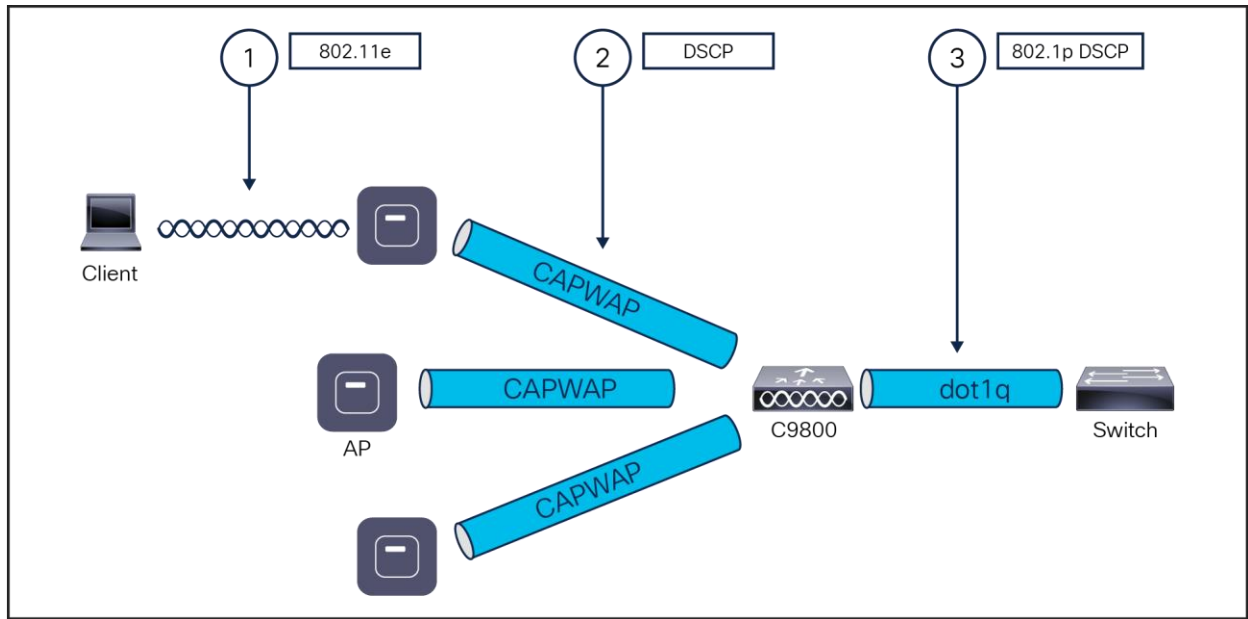 1
802.11e
2
DSCP
3
802.1p DSCP
Client
CAPWAP
CAPWAP
AP
CAPWAP
C9800
dot1q
Switch